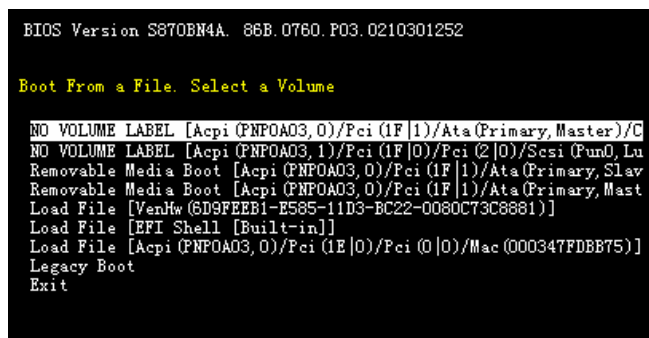 BIOS Version S870BN4A. 86B.0760.P03.0210301252
Boot From a File. Select a Volume
NO VOLUME LABEL [Acpi(PNP0A03,0)/Pci(1F|1)/Ata(Primary,Master)/C
NO VOLUME LABEL [Acpi(PNP0A03,1)/Pci(1F|0)/Pci(2|0)/Scsi(Pun0,Lu
Removable Media Boot [Acpi(PNP0A03,0)/Pci(1F|1)/Ata(Primary,Slav
Removable Media Boot [Acpi(PNP0A03,0)/Pci(1F|1)/Ata(Primary,Mast
Load File [VenHw(6D9FEEB1-E585-11D3-BC22-0080C73C8881)]
Load File [EFI Shell [Built-in]]
Load File [Acpi(PNP0A03,0)/Pci(1E|0)/Pci(0|0)/Mac(000347FDBB75)]
Legacy Boot
Exit